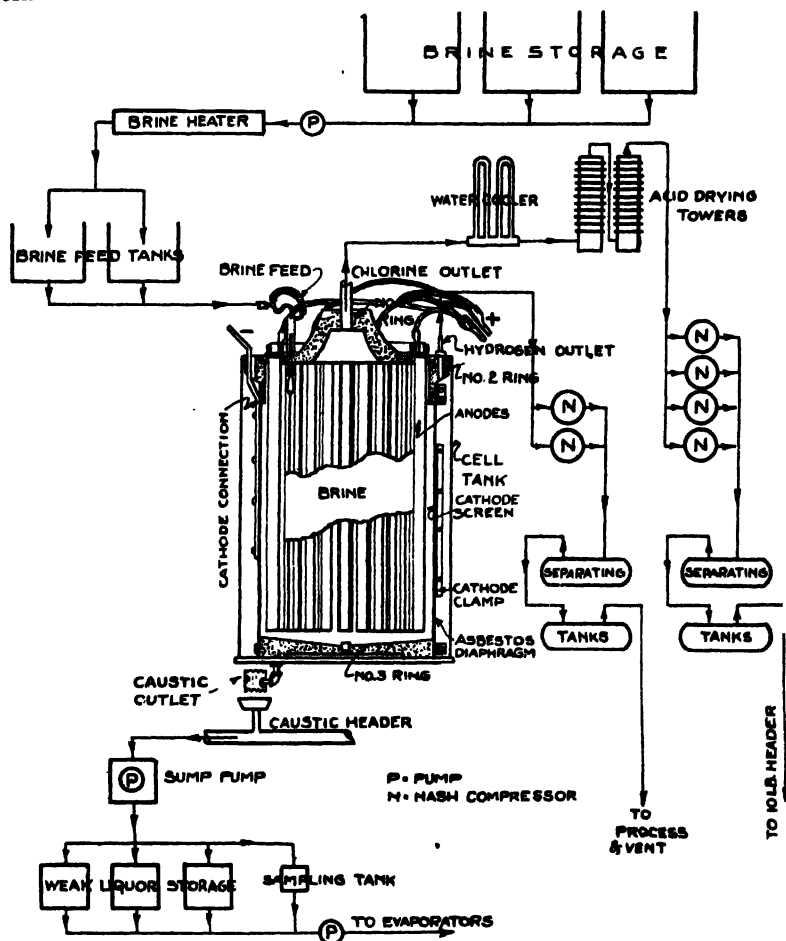 BRINE STORAGE
BRINE HEATER
P
WATER COOLER
ACID DRYING
TOWERS
BRINE FEED TANKS
BRINE FEED
CHLORINE OUTLET
RING
+
-
HYDROGEN OUTLET
NO. 2 RING
ANODES
CELL
TANK
CATHODE
SCREEN
BRINE
CATHODE CONNECTION
CATHODE
CLAMP
ASBESTOS
DIAPHRAGM
NO. 3 RING
N
N
N
N
N
N
SEPARATING
TANKS
SEPARATING
TANKS
CAUSTIC
OUTLET
CAUSTIC HEADER
P
SUMP PUMP
P = PUMP
N = NASH COMPRESSOR
TO
PROCESS
& VENT
TO 10 LB. HEADER
WEAK LIQUOR STORAGE
SAMPLING TANK
P
TO EVAPORATORS